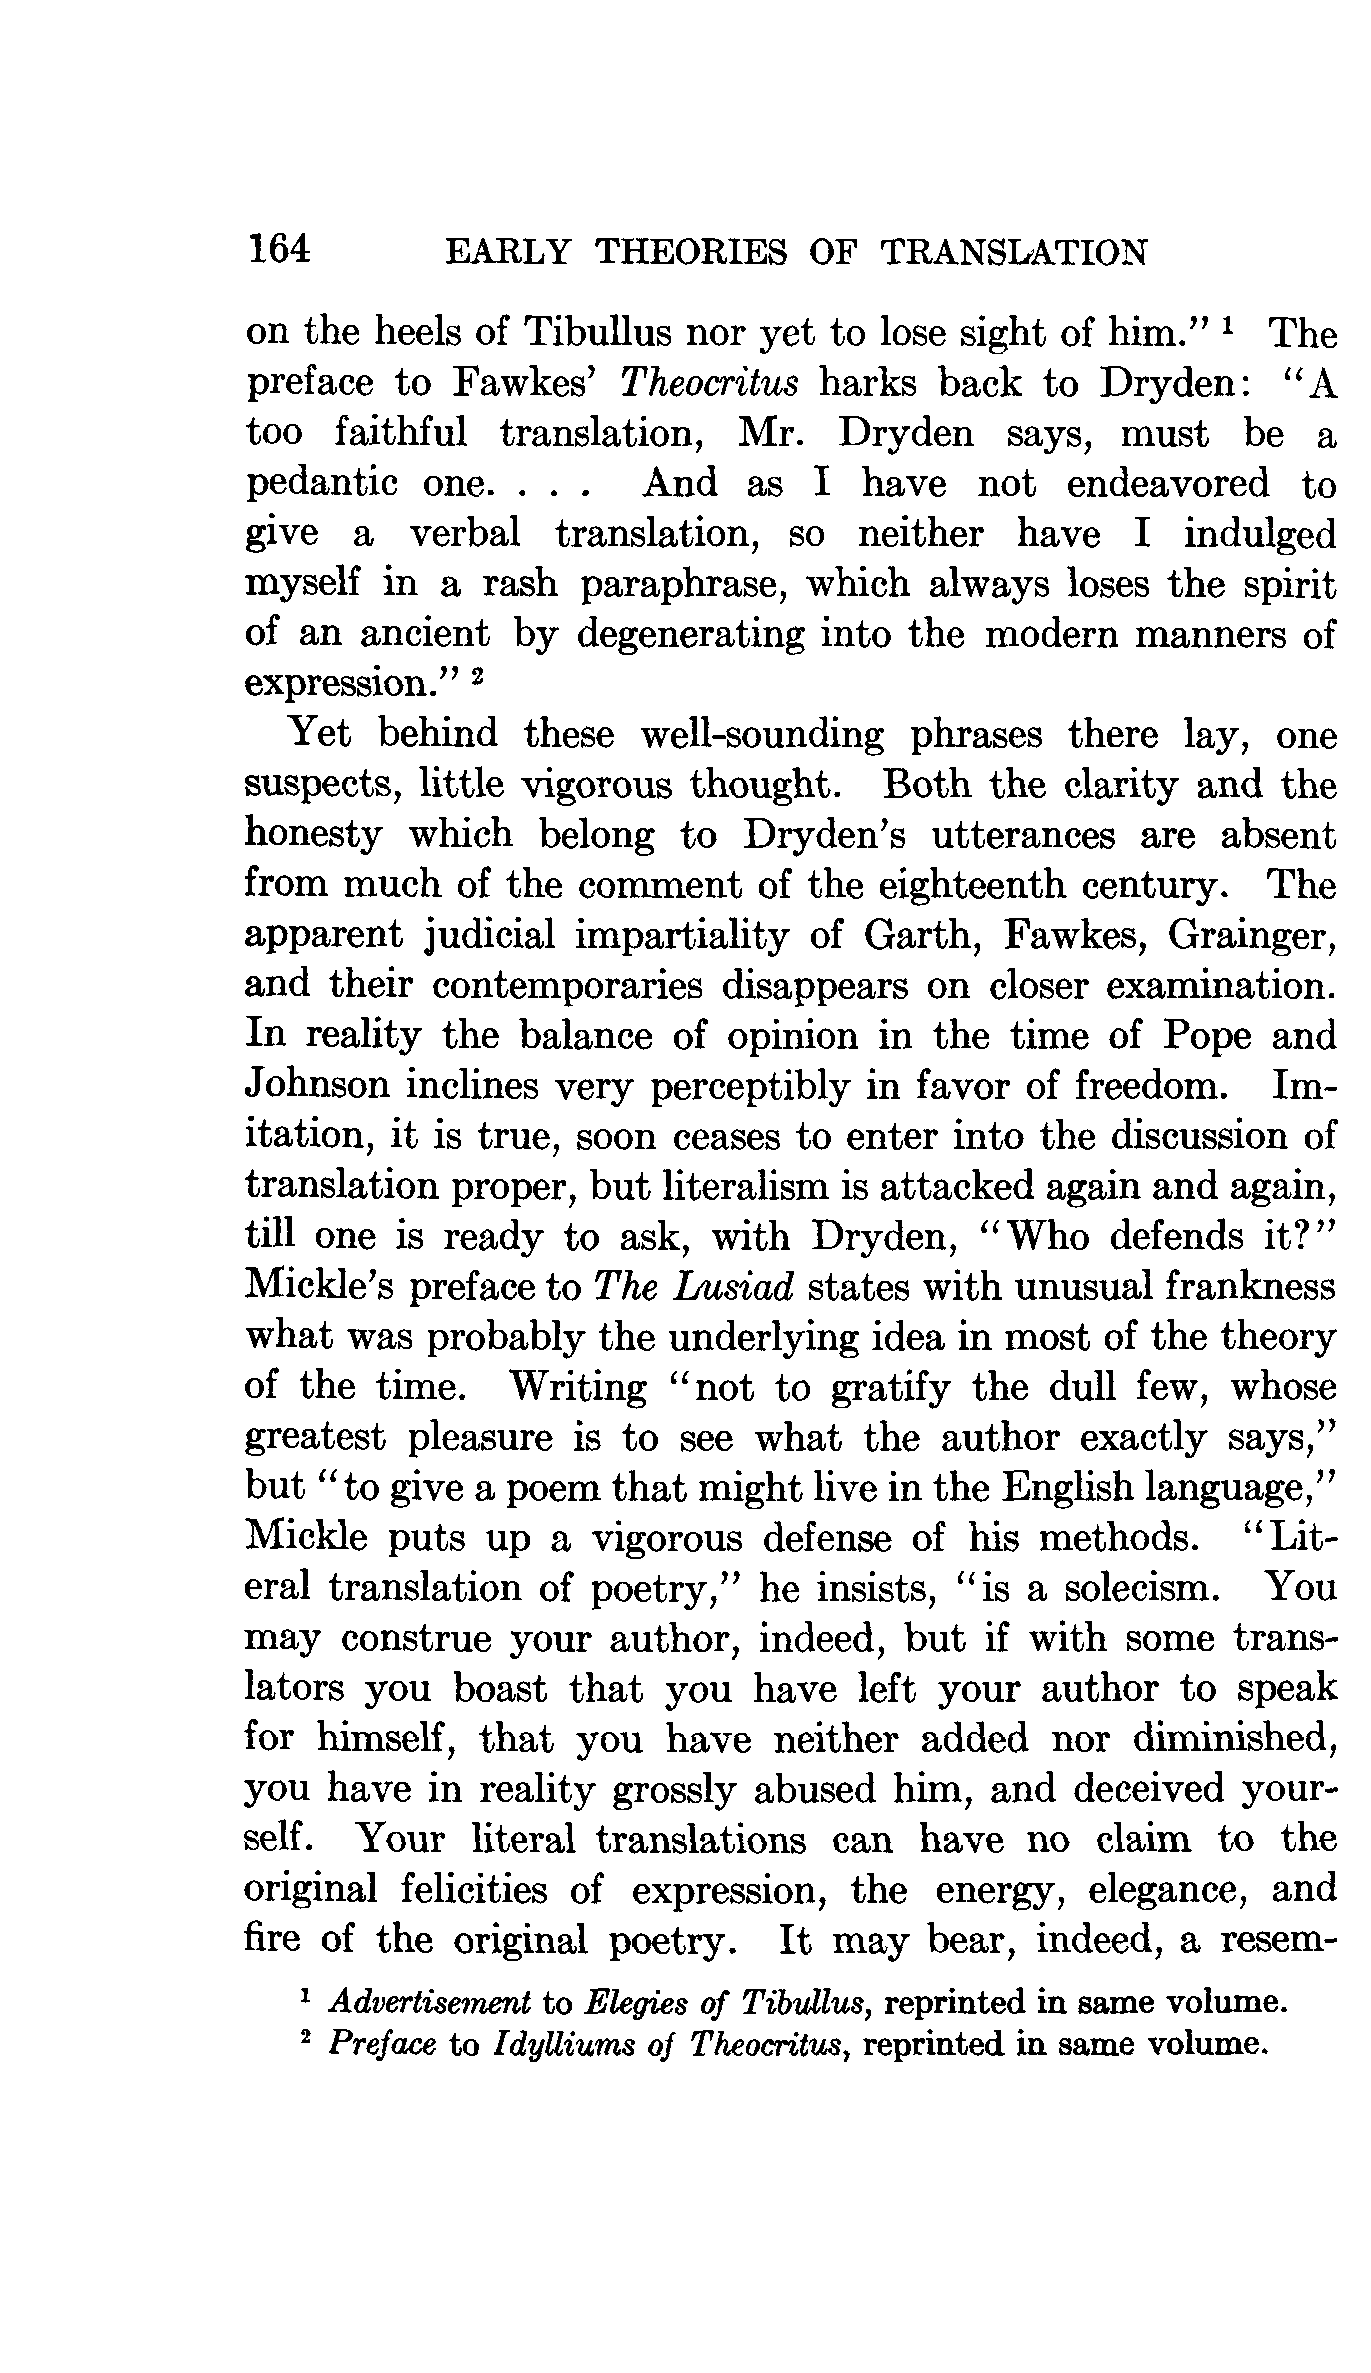 164 EARLY THEORIES OF TRANSLATION
on the heels of Tibullus nor yet to lose sight of him." ¹ The
preface to Fawkes' Theocritus harks back to Dryden: "A
too faithful translation, Mr. Dryden says, must be a
pedantic one. . . . And as I have not endeavored to
give a verbal translation, so neither have I indulged
myself in a rash paraphrase, which always loses the spirit
of an ancient by degenerating into the modern manners of
expression." ²
Yet behind these well-sounding phrases there lay, one
suspects, little vigorous thought. Both the clarity and the
honesty which belong to Dryden's utterances are absent
from much of the comment of the eighteenth century. The
apparent judicial impartiality of Garth, Fawkes, Grainger,
and their contemporaries disappears on closer examination.
In reality the balance of opinion in the time of Pope and
Johnson inclines very perceptibly in favor of freedom. Im-
itation, it is true, soon ceases to enter into the discussion of
translation proper, but literalism is attacked again and again,
till one is ready to ask, with Dryden, "Who defends it?"
Mickle's preface to The Lusiad states with unusual frankness
what was probably the underlying idea in most of the theory
of the time. Writing "not to gratify the dull few, whose
greatest pleasure is to see what the author exactly says,"
but "to give a poem that might live in the English language,"
Mickle puts up a vigorous defense of his methods. "Lit-
eral translation of poetry," he insists, "is a solecism. You
may construe your author, indeed, but if with some trans-
lators you boast that you have left your author to speak
for himself, that you have neither added nor diminished,
you have in reality grossly abused him, and deceived your-
self. Your literal translations can have no claim to the
original felicities of expression, the energy, elegance, and
fire of the original poetry. It may bear, indeed, a resem-
¹ Advertisement to Elegies of Tibullus, reprinted in same volume.
² Preface to Idylliums of Theocritus, reprinted in same volume.